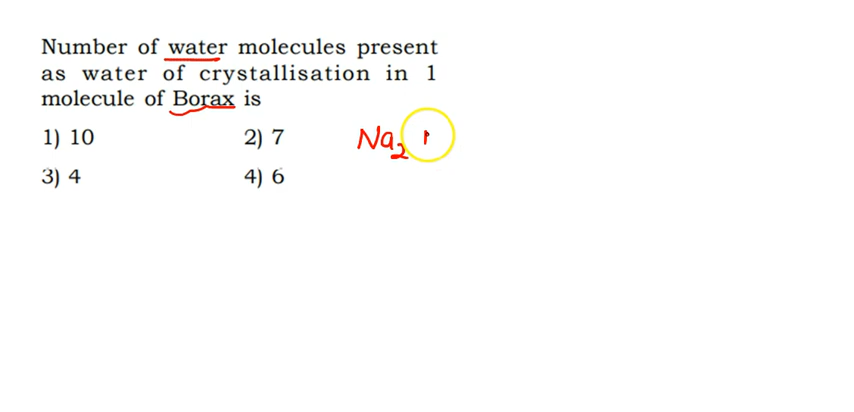 Number of water molecules present
as water of crystallisation in 1
molecule of Borax is
1) 10 2) 7
3) 4 4) 6
Na2